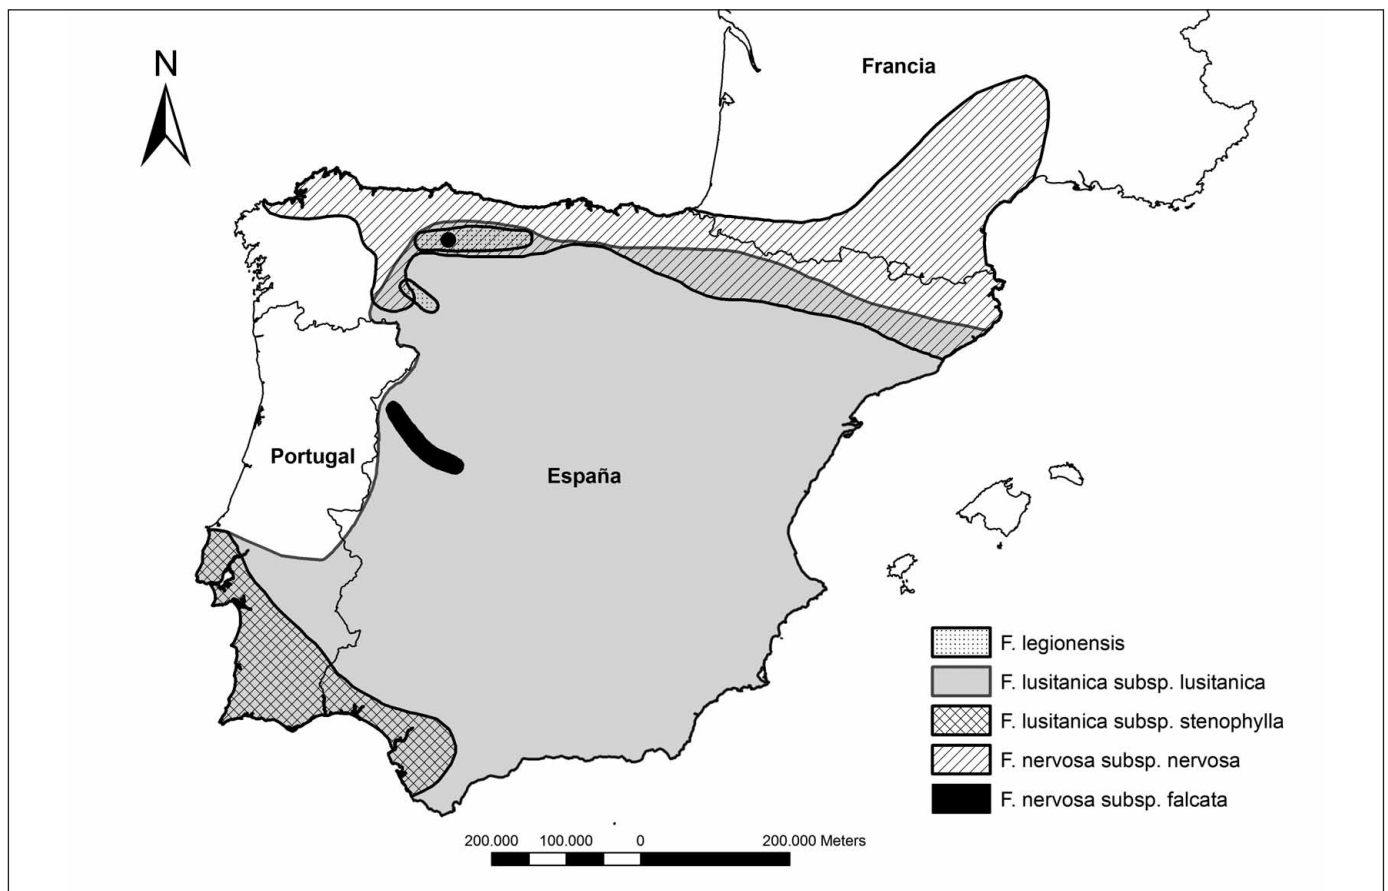 N
Francia
Portugal
España
F. legionensis
F. lusitanica subsp. lusitanica
F. lusitanica subsp. stenophylla
F. nervosa subsp. nervosa
F. nervosa subsp. falcata
200.000 100.000 0 200.000 Meters